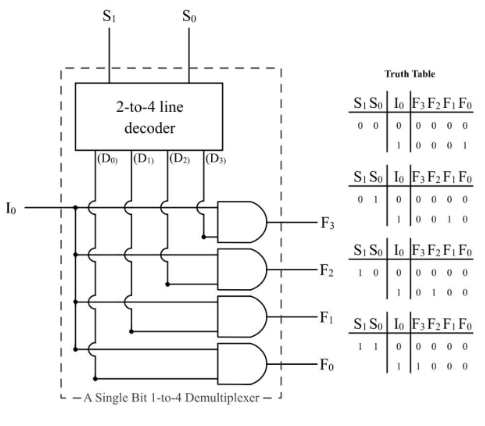 S₁ S₀
2-to-4 line
decoder
(D₀) (D₁) (D₂) (D₃)
I₀
F₃
F₂
F₁
F₀
A Single Bit 1-to-4 Demultiplexer
Truth Table
S₁ S₀ I₀ F₃ F₂ F₁ F₀
0 0 0 0 0 0 0
1 0 0 0 1
S₁ S₀ I₀ F₃ F₂ F₁ F₀
0 1 0 0 0 0 0
1 0 0 1 0
S₁ S₀ I₀ F₃ F₂ F₁ F₀
1 0 0 0 0 0 0
1 0 1 0 0
S₁ S₀ I₀ F₃ F₂ F₁ F₀
1 1 0 0 0 0 0
1 1 0 0 0